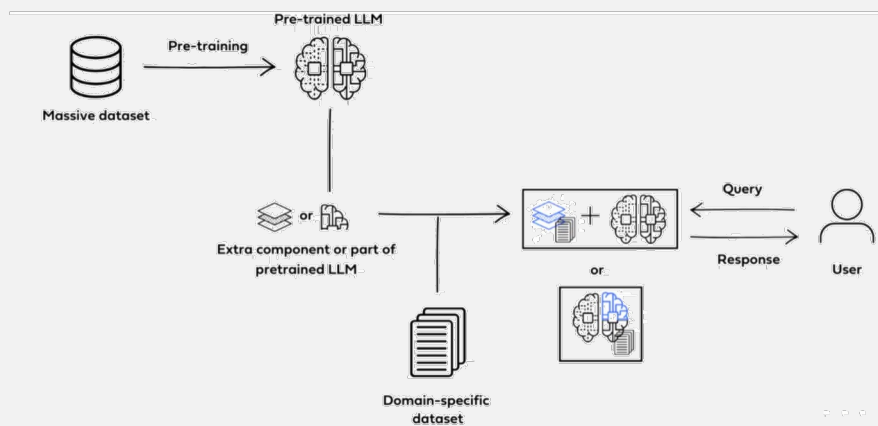 Pre-trained LLM
Pre-training
Massive dataset
or
Extra component or part of
pretrained LLM
Query
Response
User
or
Domain-specific
dataset